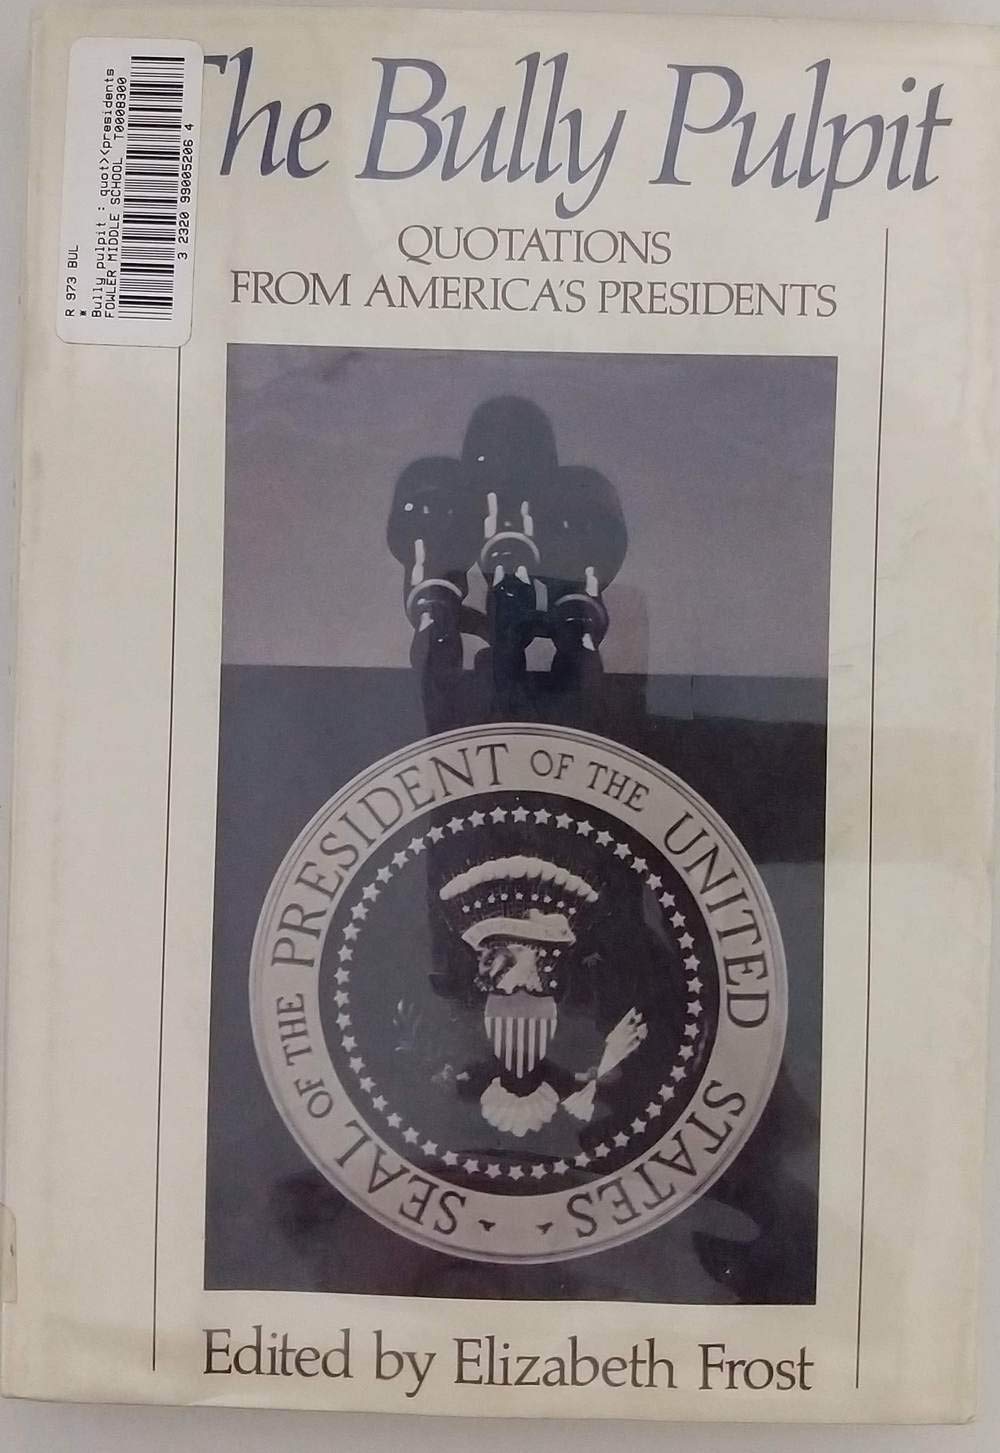 The Bully Pulpit
QUOTATIONS
FROM AMERICA'S PRESIDENTS
R 973 BUL
*
Bully pulpit : quot><presidents
FOWLER MIDDLE SCHOOL T0008300
3 2320 99005206 4
SEAL OF THE PRESIDENT OF THE UNITED STATES
Edited by Elizabeth Frost